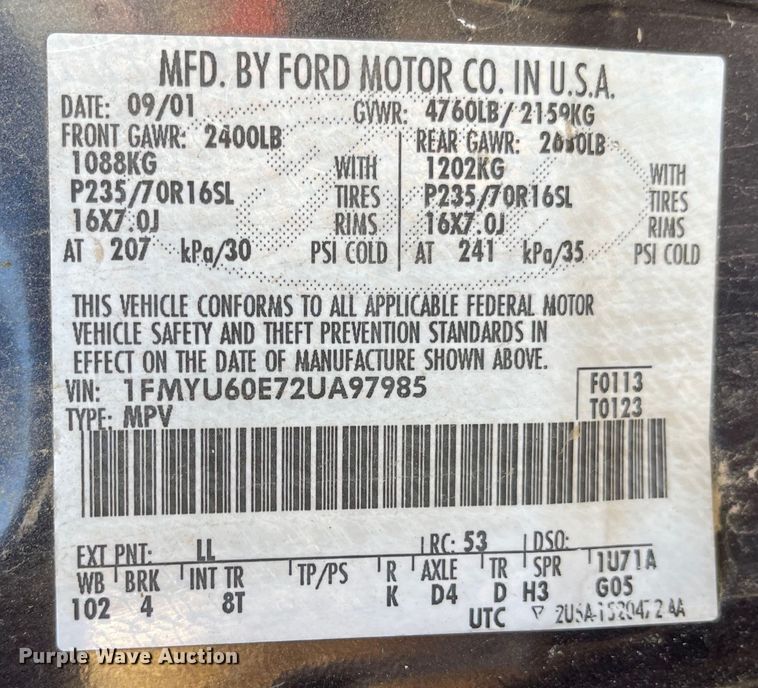 MFD. BY FORD MOTOR CO. IN U.S.A.
DATE: 09/01 GVWR: 4760LB/ 2159KG
FRONT GAWR: 2400LB REAR GAWR: 2650LB
1088KG WITH 1202KG WITH
P235/70R16SL TIRES P235/70R16SL TIRES
16X7.0J RIMS 16X7.0J RIMS
AT 207 kPa/30 PSI COLD AT 241 kPa/35 PSI COLD
THIS VEHICLE CONFORMS TO ALL APPLICABLE FEDERAL MOTOR
VEHICLE SAFETY AND THEFT PREVENTION STANDARDS IN
EFFECT ON THE DATE OF MANUFACTURE SHOWN ABOVE.
VIN: 1FMYU60E72UA97985 F0113
TYPE: MPV T0123
EXT PNT: LL RC: 53 DSO:
WB BRK INT TR TP/PS R AXLE TR SPR 1U71A
102 4 8T K D4 D H3 G05
UTC
Purple Wave Auction